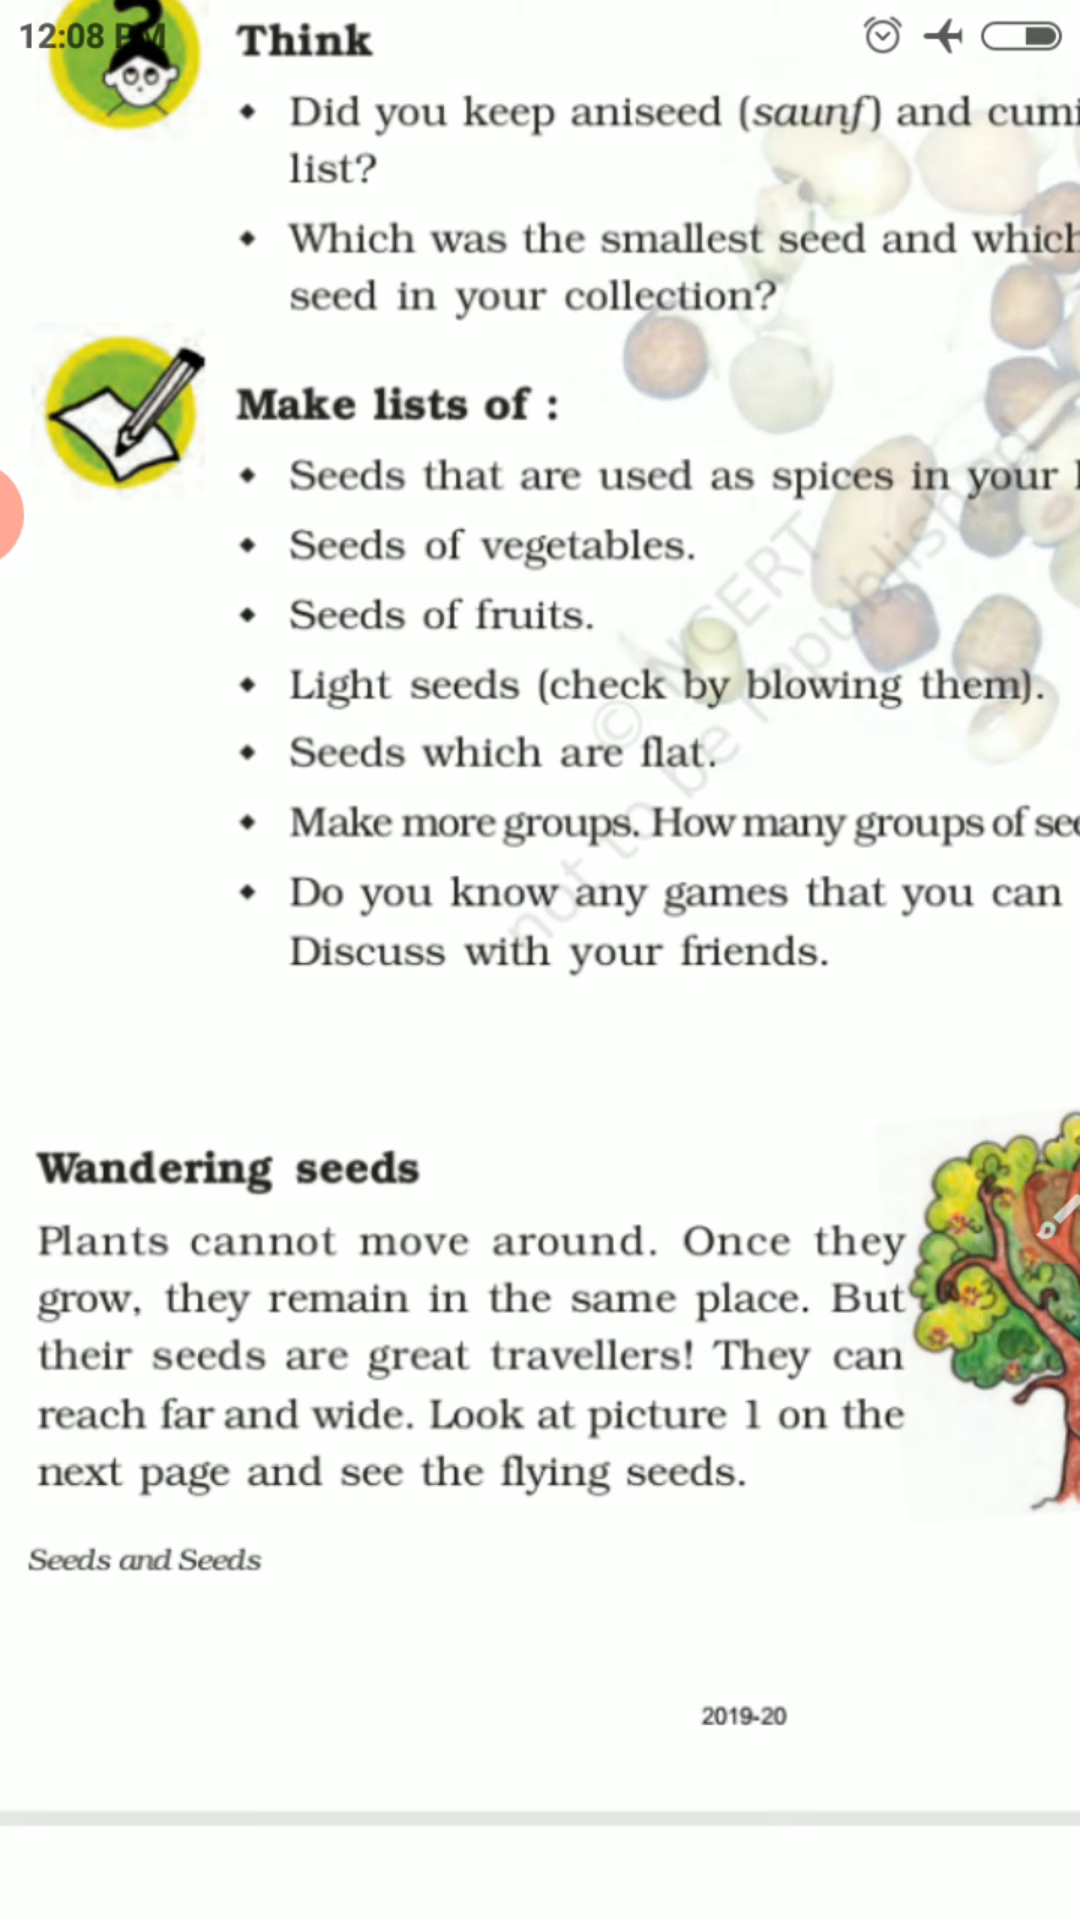 12:08 PM
Think
Did you keep aniseed (saunf) and cumi
list?
Which was the smallest seed and which
seed in your collection?
Make lists of :
Seeds that are used as spices in your
Seeds of vegetables.
Seeds of fruits.
Light seeds (check by blowing them).
Seeds which are flat.
Make more groups. How many groups of see
Do you know any games that you can
Discuss with your friends.
© NCERT
not to be republished
Wandering seeds
Plants cannot move around. Once they
grow, they remain in the same place. But
their seeds are great travellers! They can
reach far and wide. Look at picture 1 on the
next page and see the flying seeds.
Seeds and Seeds
2019-20